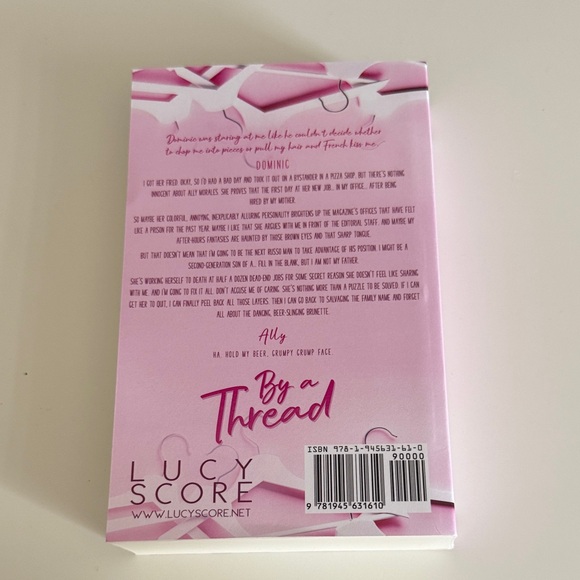 Dominic was staring at me like he couldn't decide whether
to chop me into pieces or pull my hair and French kiss me.
DOMINIC
I GOT HER FIRED. OKAY, SO I'D HAD A BAD DAY AND TOOK IT OUT ON A BYSTANDER IN A PIZZA SHOP. BUT THERE'S NOTHING
INNOCENT ABOUT ALLY MORALES. SHE PROVES THAT THE FIRST DAY AT HER NEW JOB... IN MY OFFICE... AFTER BEING
HIRED BY MY MOTHER.
SO MAYBE HER COLORFUL, ANNOYING, INEXPLICABLY ALLURING PERSONALITY BRIGHTENS UP THE MAGAZINE'S OFFICES THAT HAVE FELT
LIKE A PRISON FOR THE PAST YEAR. MAYBE I LIKE THAT SHE ARGUES WITH ME IN FRONT OF THE EDITORIAL STAFF. AND MAYBE MY
AFTER-HOURS FANTASIES ARE HAUNTED BY THOSE BROWN EYES AND THAT SHARP TONGUE.
BUT THAT DOESN'T MEAN THAT I'M GOING TO BE THE NEXT RUSSO MAN TO TAKE ADVANTAGE OF HIS POSITION. I MIGHT BE A
SECOND-GENERATION SON OF A... FILL IN THE BLANK, BUT I AM NOT MY FATHER.
SHE'S WORKING HERSELF TO DEATH AT HALF A DOZEN DEAD-END JOBS FOR SOME SECRET REASON SHE DOESN'T FEEL LIKE SHARING
WITH ME. AND I'M GOING TO FIX IT ALL. DON'T ACCUSE ME OF CARING. SHE'S NOTHING MORE THAN A PUZZLE TO BE SOLVED. IF I CAN
GET HER TO QUIT, I CAN FINALLY PEEL BACK ALL THOSE LAYERS. THEN I CAN GO BACK TO SALVAGING THE FAMILY NAME AND FORGET
ALL ABOUT THE DANCING, BEER-SLINGING BRUNETTE.
Ally
HA. HOLD MY BEER, GRUMPY GRUMP FACE.
By a
Thread
LUCY
SCORE
WWW.LUCYSCORE.NET
ISBN 978-1-945631-61-0
90000
9 781945 631610